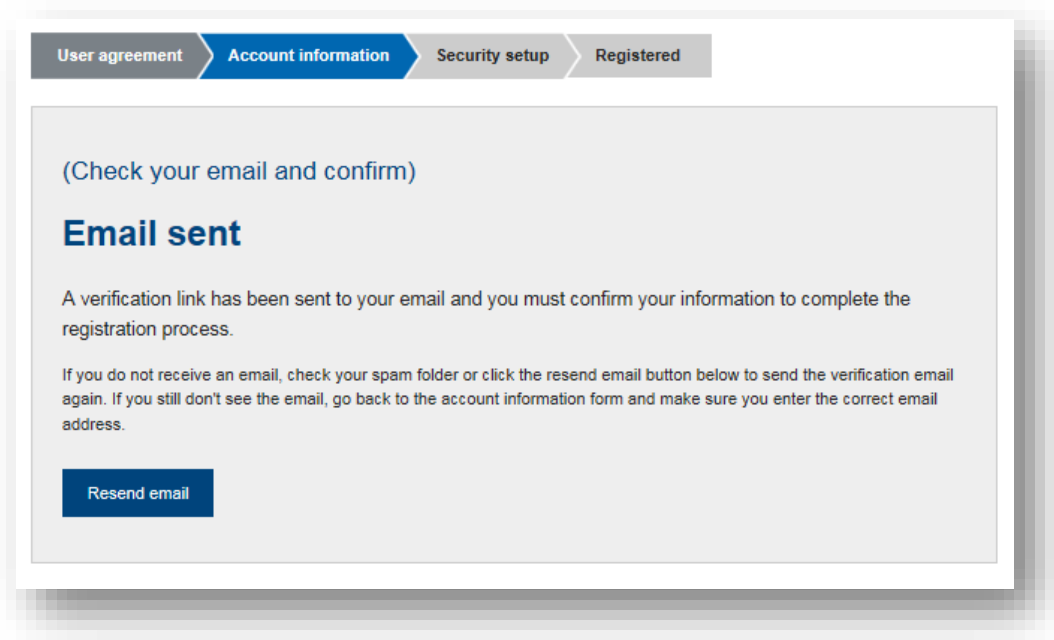 User agreement Account information Security setup Registered
(Check your email and confirm)
Email sent
A verification link has been sent to your email and you must confirm your information to complete the
registration process.
If you do not receive an email, check your spam folder or click the resend email button below to send the verification email
again. If you still don't see the email, go back to the account information form and make sure you enter the correct email
address.
Resend email